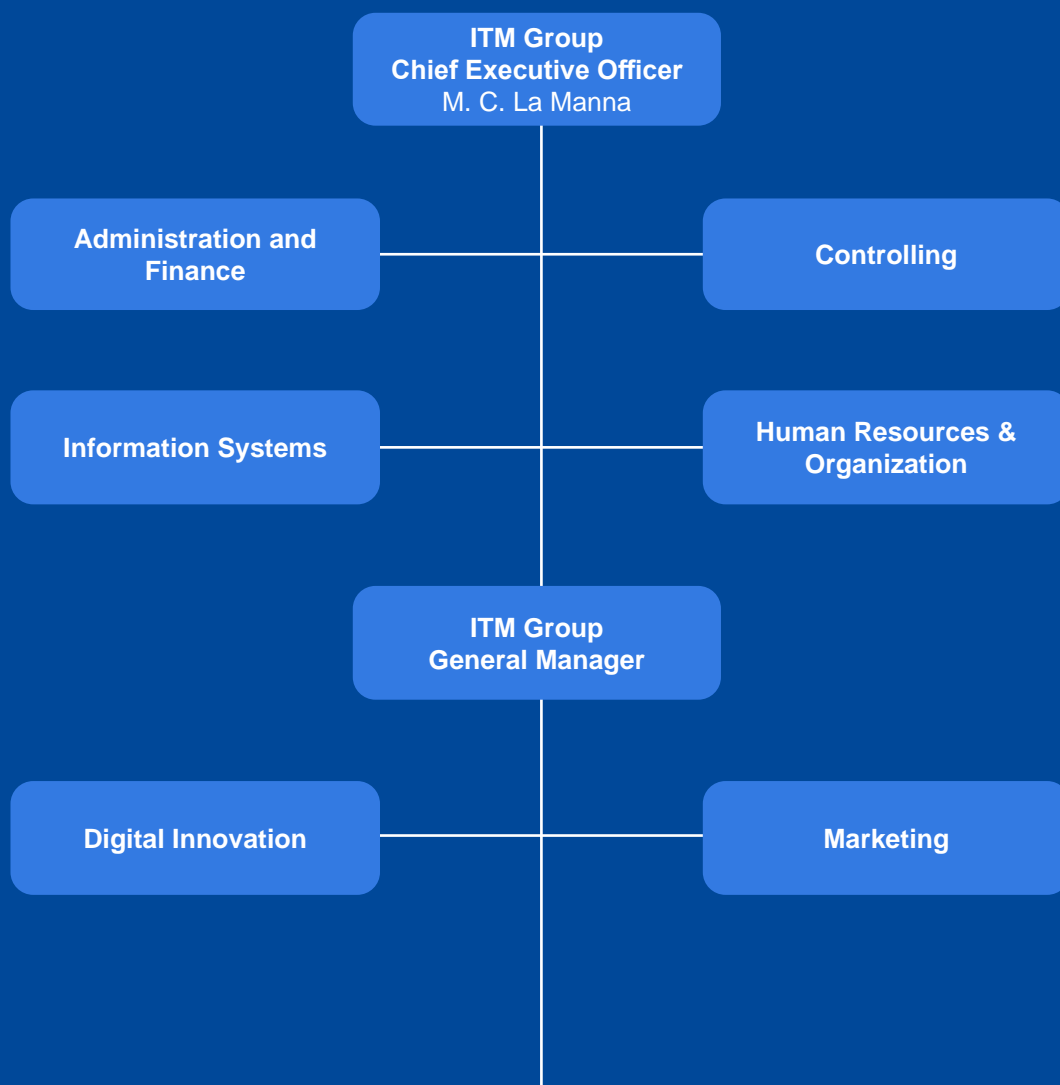 ITM Group
Chief Executive Officer
M. C. La Manna
Administration and
Finance
Controlling
Information Systems
Human Resources &
Organization
ITM Group
General Manager
Digital Innovation
Marketing